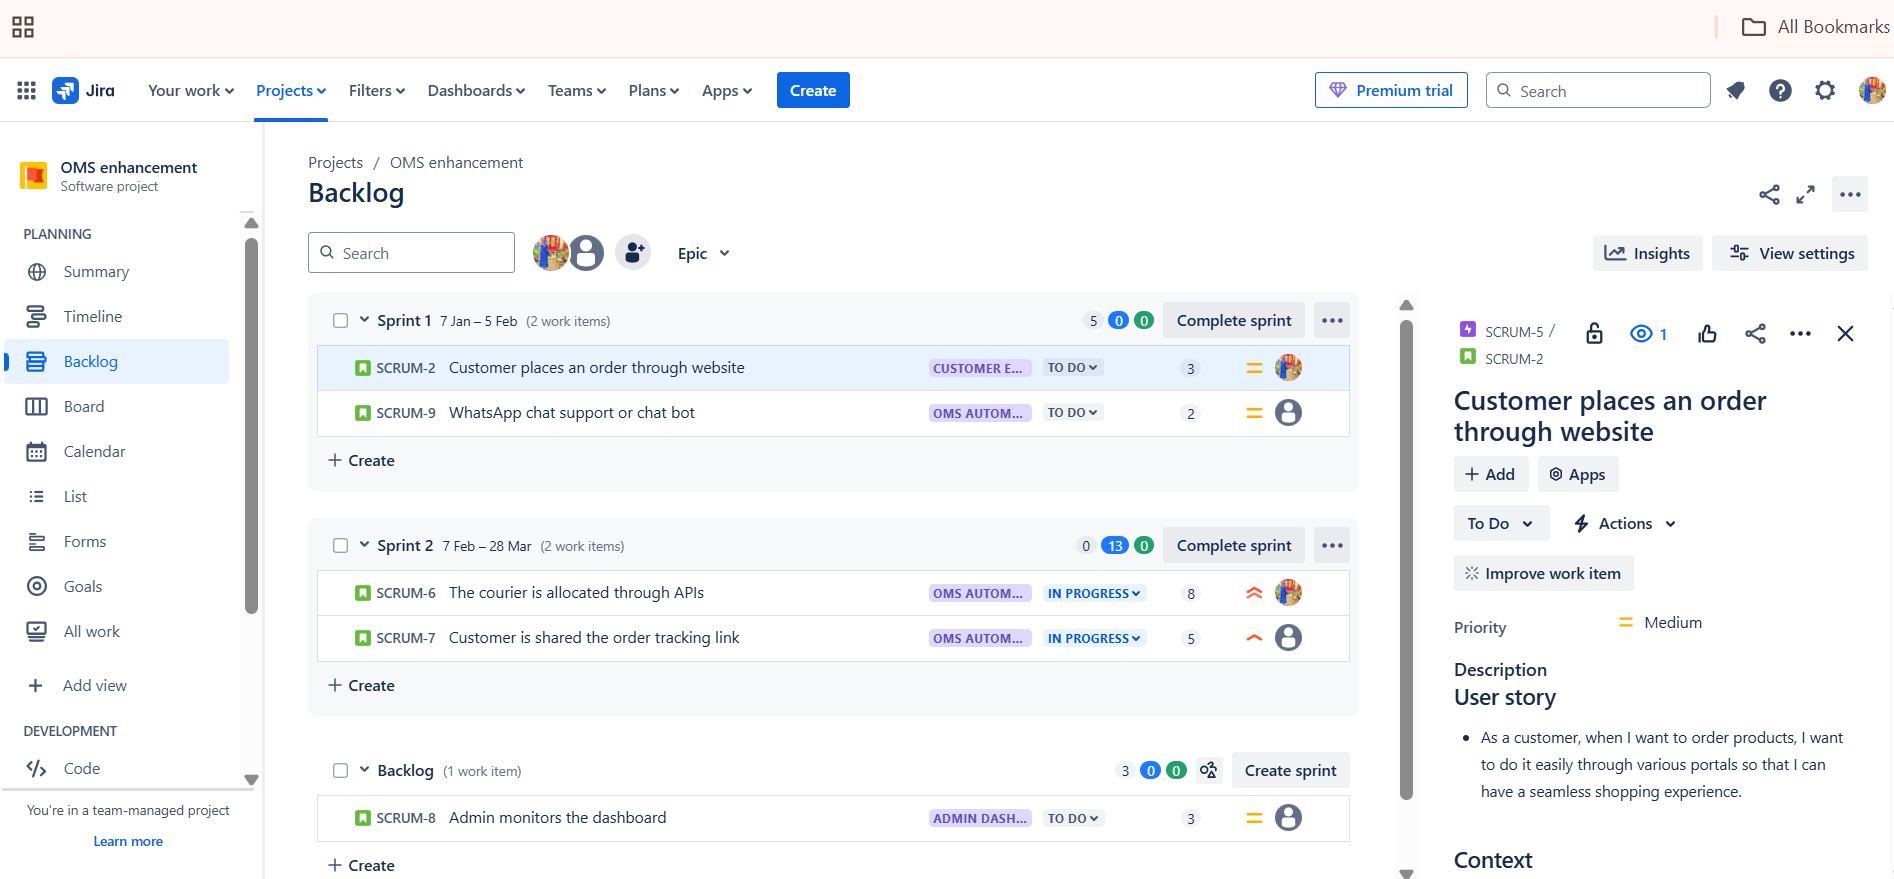 All Bookmarks
Jira
Your work
Projects
Filters
Dashboards
Teams
Plans
Apps
Create
Premium trial
Search
OMS enhancement
Software project
PLANNING
Summary
Timeline
Backlog
Board
Calendar
List
Forms
Goals
All work
Add view
DEVELOPMENT
Code
You're in a team-managed project
Learn more
Projects / OMS enhancement
Backlog
Search
Epic
Insights
View settings
Sprint 1 7 Jan – 5 Feb (2 work items) 5 0 0 Complete sprint
SCRUM-2 Customer places an order through website CUSTOMER E... TO DO 3
SCRUM-9 WhatsApp chat support or chat bot OMS AUTOM... TO DO 2
Create
Sprint 2 7 Feb – 28 Mar (2 work items) 0 13 0 Complete sprint
SCRUM-6 The courier is allocated through APIs OMS AUTOM... IN PROGRESS 8
SCRUM-7 Customer is shared the order tracking link OMS AUTOM... IN PROGRESS 5
Create
Backlog (1 work item) 3 0 0 Create sprint
SCRUM-8 Admin monitors the dashboard ADMIN DASH... TO DO 3
Create
SCRUM-5 /
SCRUM-2
1
Customer places an order
through website
Add
Apps
To Do
Actions
Improve work item
Priority
Medium
Description
User story
As a customer, when I want to order products, I want
to do it easily through various portals so that I can
have a seamless shopping experience.
Context